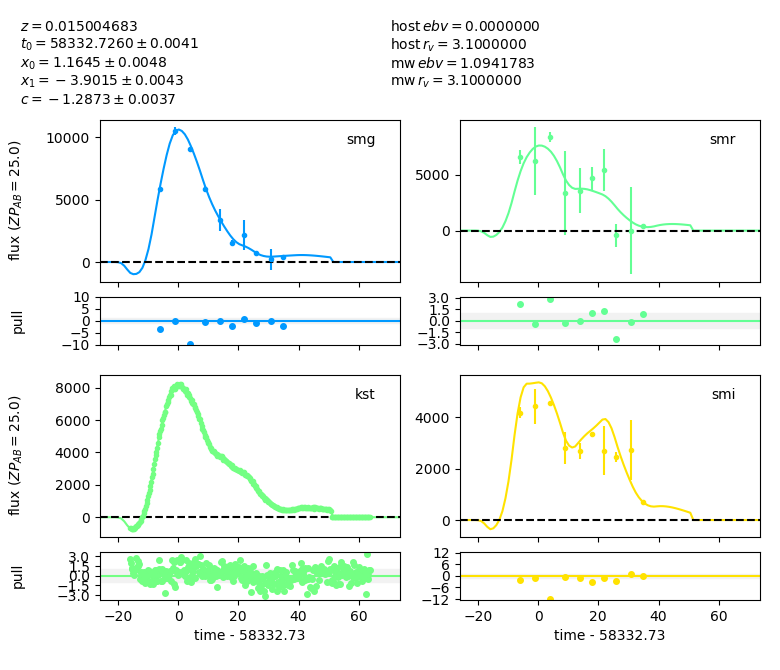 z = 0.015004683
t0 = 58332.7260 ± 0.0041
x0 = 1.1645 ± 0.0048
x1 = −3.9015 ± 0.0043
c = −1.2873 ± 0.0037
host ebv = 0.0000000
host rv = 3.1000000
mw ebv = 1.0941783
mw rv = 3.1000000
flux (ZPAB = 25.0)
10000
5000
0
smg
5000
0
smr
pull
10
5
0
−5
−10
3.0
1.5
0.0
−1.5
−3.0
flux (ZPAB = 25.0)
8000
6000
4000
2000
0
kst
4000
2000
0
smi
pull
3.0
1.5
0.0
−1.5
−3.0
12
6
0
−6
−12
−20 0 20 40 60
−20 0 20 40 60
time - 58332.73
time - 58332.73